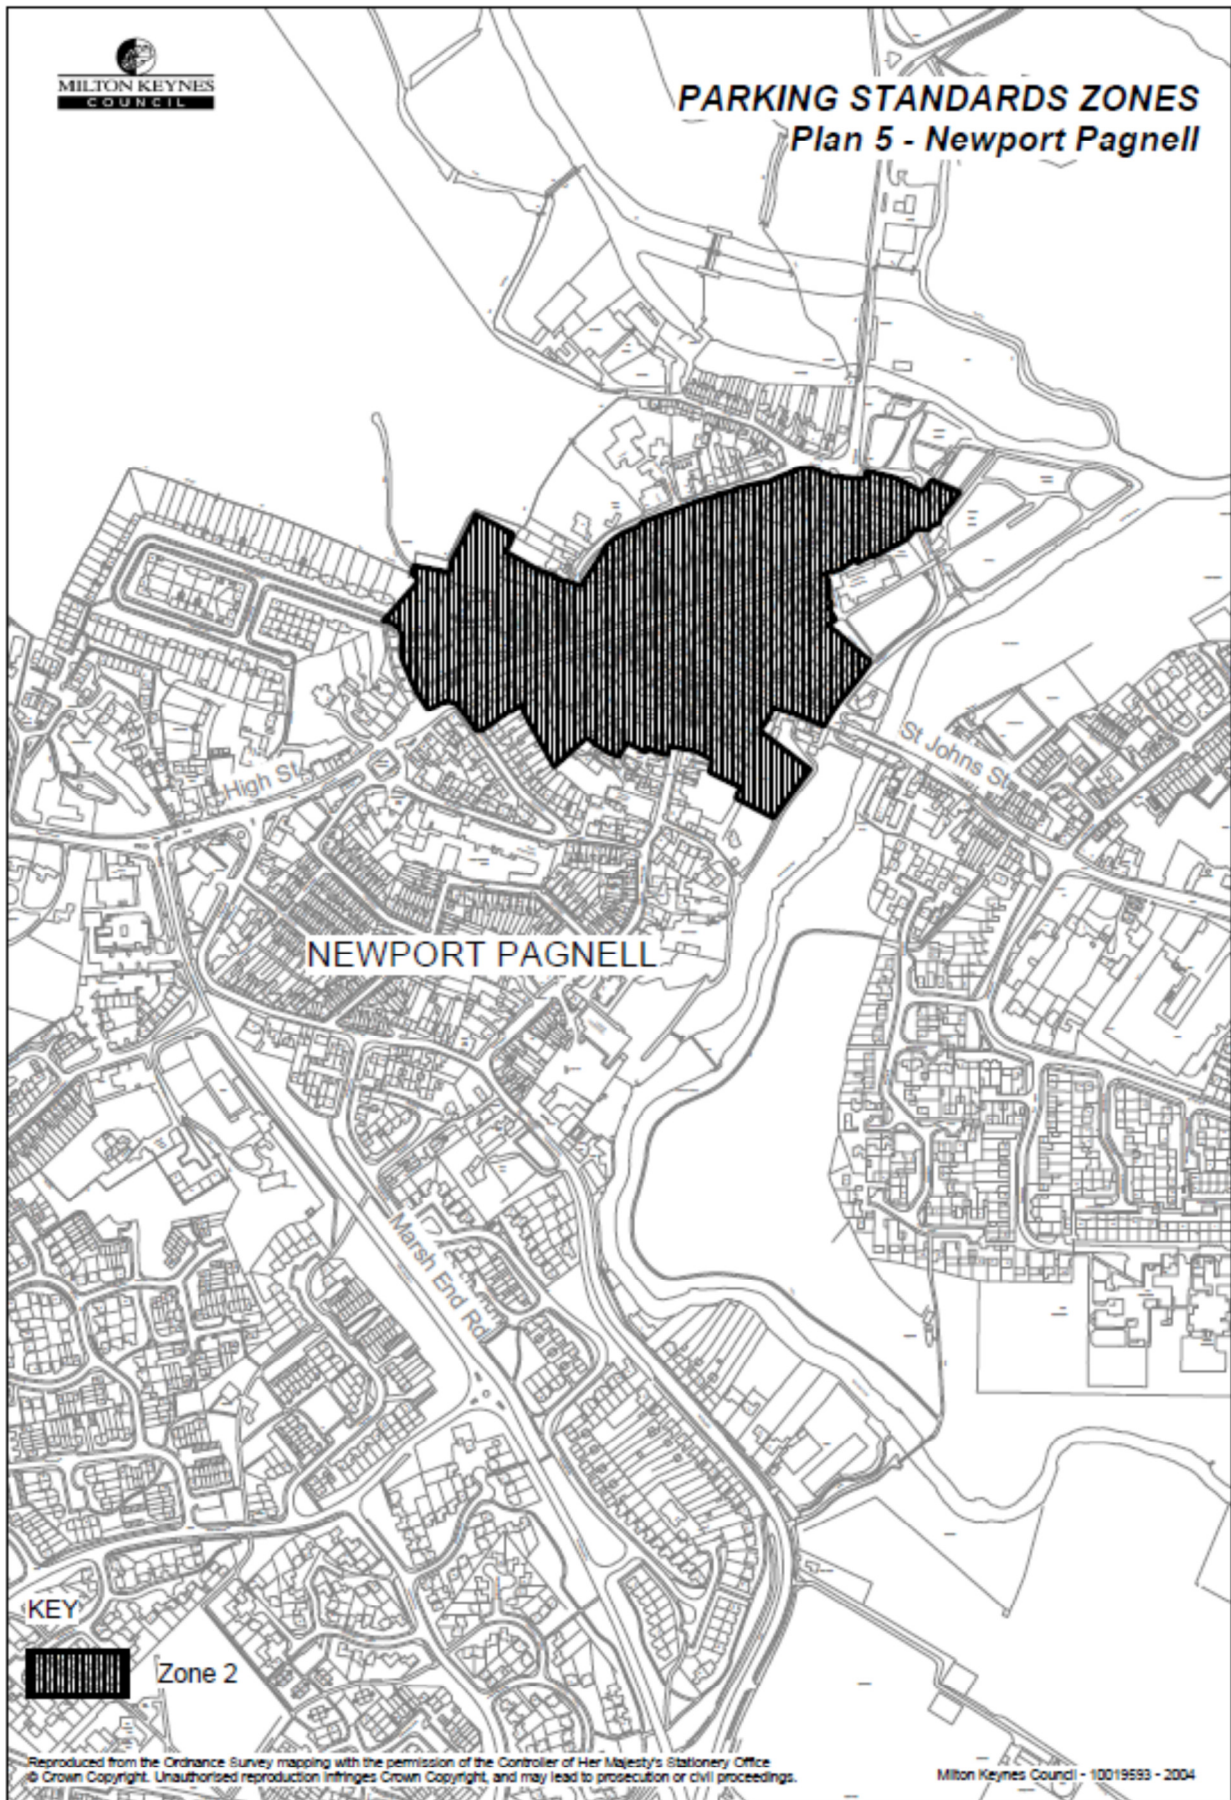 MILTON KEYNES
COUNCIL
PARKING STANDARDS ZONES
Plan 5 - Newport Pagnell
High St
St Johns St
NEWPORT PAGNELL
Marsh End Rd
KEY
Zone 2
Reproduced from the Ordnance Survey mapping with the permission of the Controller of Her Majesty's Stationery Office
© Crown Copyright. Unauthorised reproduction infringes Crown Copyright, and may lead to prosecution or civil proceedings.
Milton Keynes Council - 10019593 - 2004